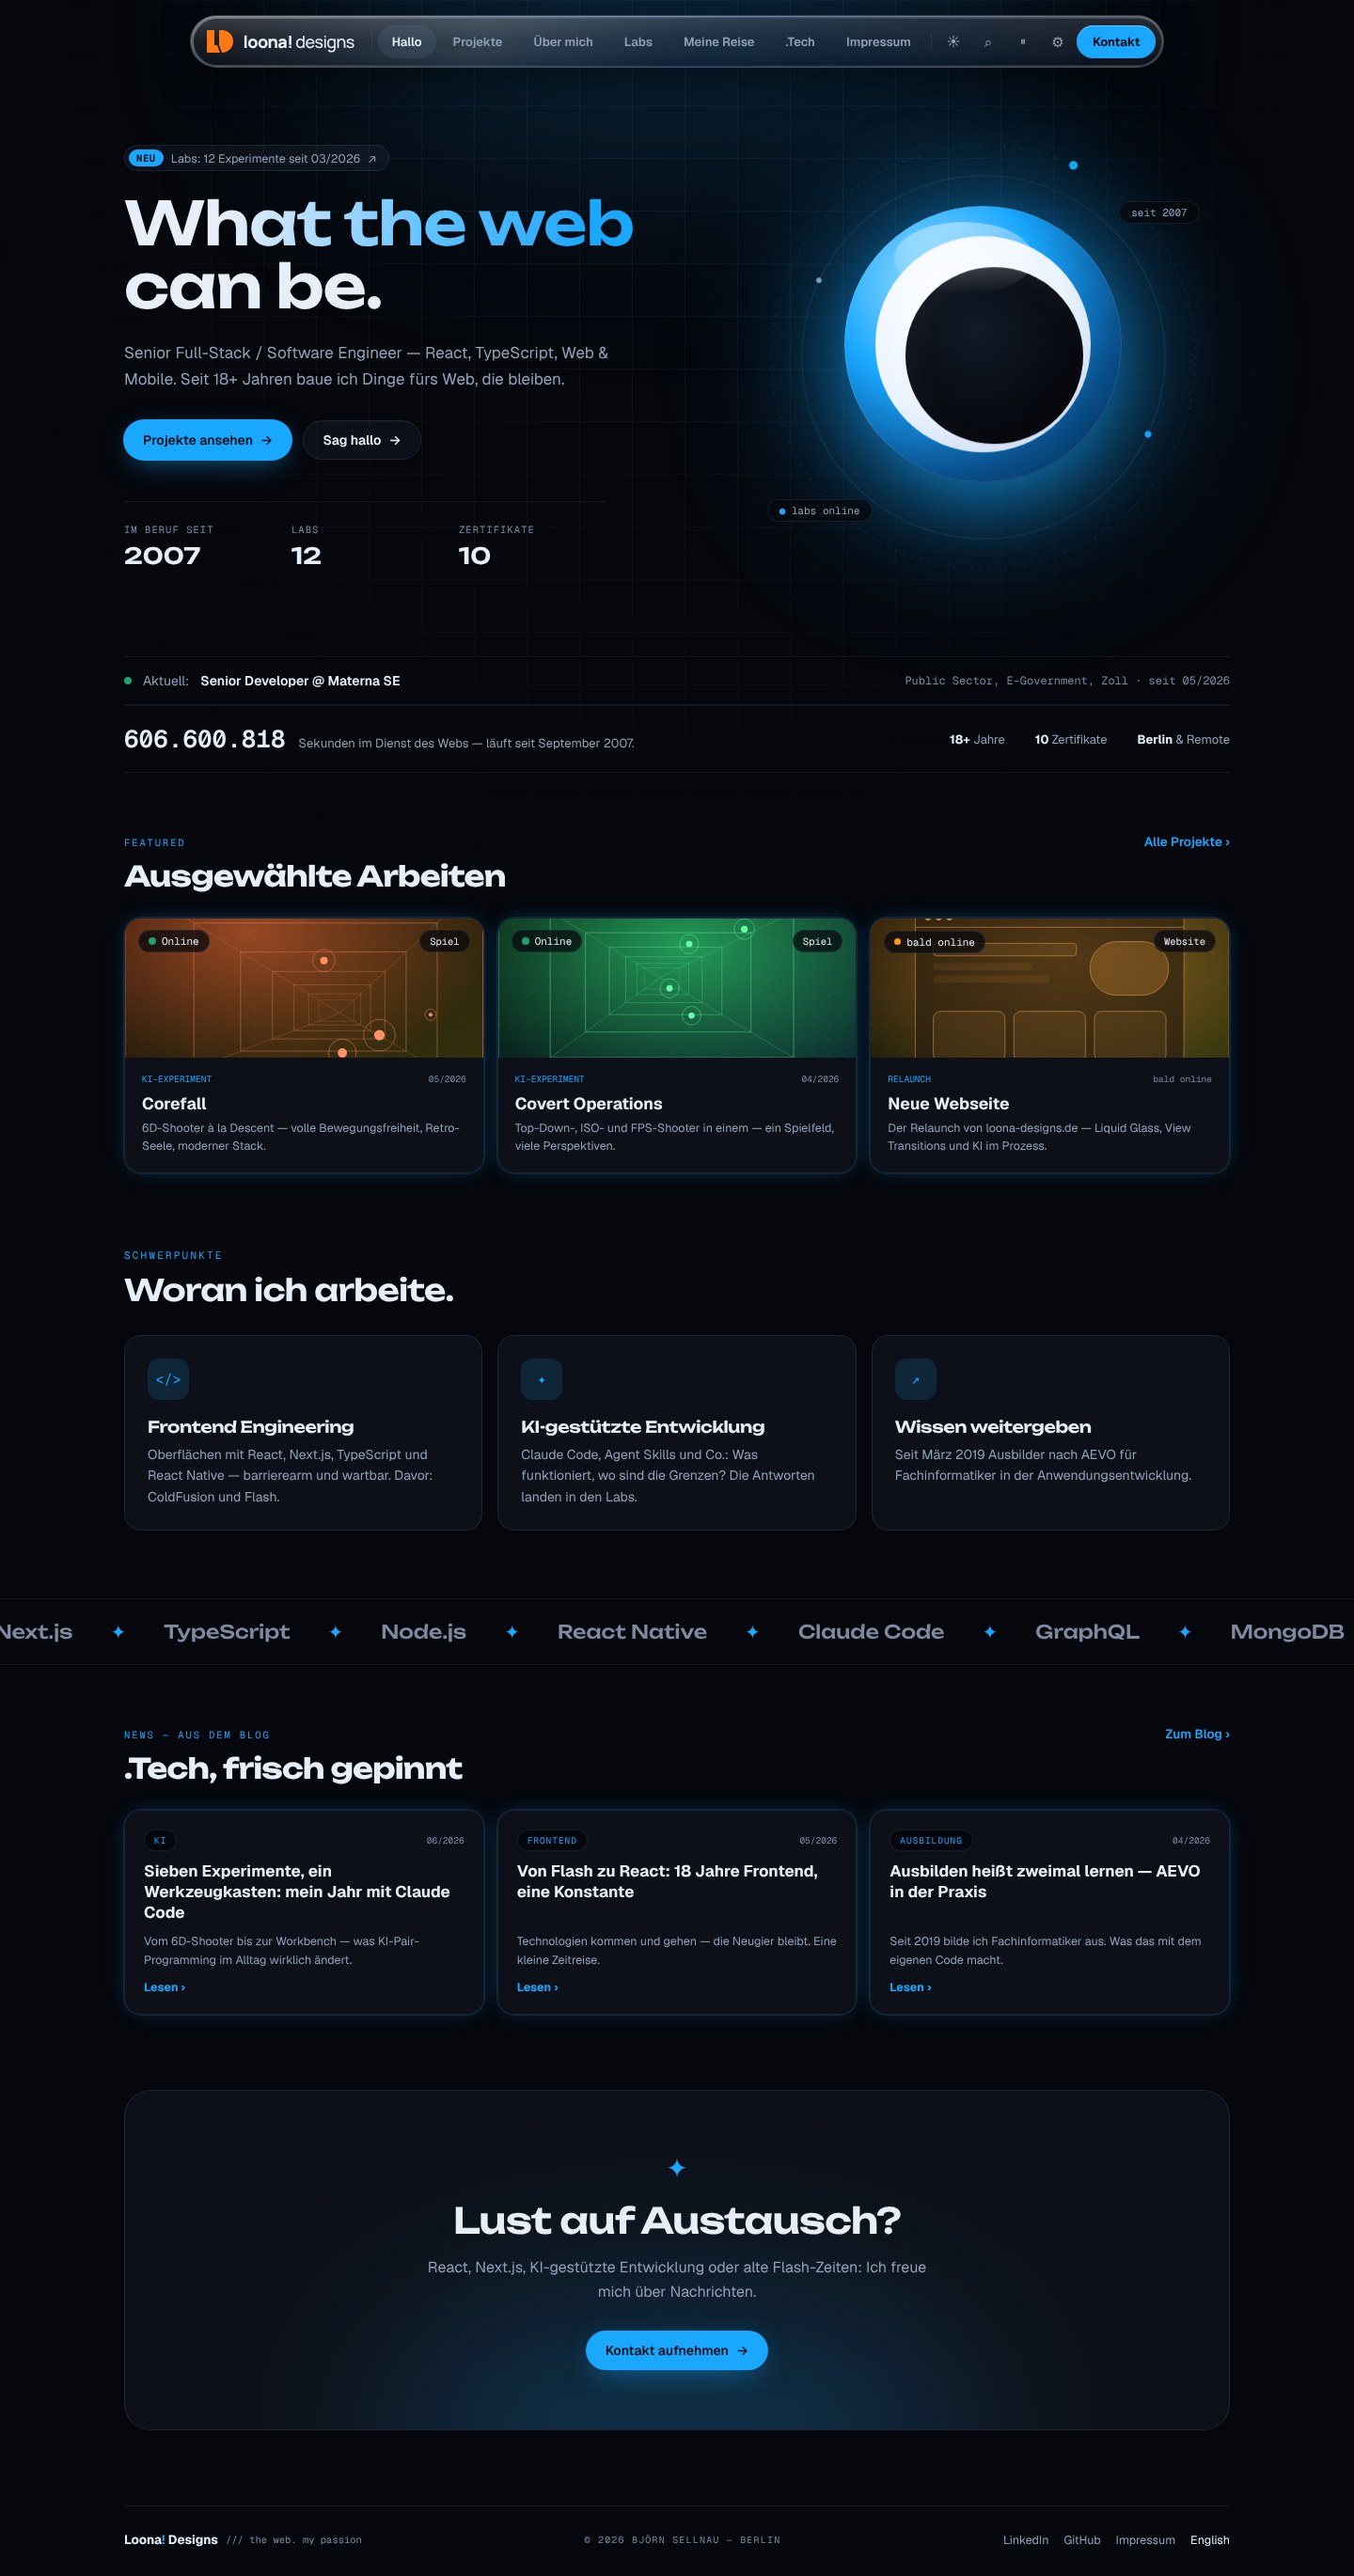 loona! designs
Hallo
Projekte
Über mich
Labs
Meine Reise
.Tech
Impressum
Kontakt
NEU Labs: 12 Experimente seit 03/2026 ↗
What the web
can be.
seit 2007
Senior Full-Stack / Software Engineer — React, TypeScript, Web &
Mobile. Seit 18+ Jahren baue ich Dinge fürs Web, die bleiben.
Projekte ansehen →
Sag hallo →
labs online
IM BERUF SEIT
2007
LABS
12
ZERTIFIKATE
10
Aktuell: Senior Developer @ Materna SE
Public Sector, E-Government, Zoll · seit 05/2026
606.600.818 Sekunden im Dienst des Webs — läuft seit September 2007.
18+ Jahre
10 Zertifikate
Berlin & Remote
FEATURED
Ausgewählte Arbeiten
Alle Projekte ›
Online
Spiel
KI-EXPERIMENT
05/2026
Corefall
6D-Shooter à la Descent — volle Bewegungsfreiheit, Retro-
Seele, moderner Stack.
Online
Spiel
KI-EXPERIMENT
04/2026
Covert Operations
Top-Down-, ISO- und FPS-Shooter in einem — ein Spielfeld,
viele Perspektiven.
bald online
Website
RELAUNCH
bald online
Neue Webseite
Der Relaunch von loona-designs.de — Liquid Glass, View
Transitions und KI im Prozess.
SCHWERPUNKTE
Woran ich arbeite.
</>
Frontend Engineering
Oberflächen mit React, Next.js, TypeScript und
React Native — barrierearm und wartbar. Davor:
ColdFusion und Flash.
✦
KI-gestützte Entwicklung
Claude Code, Agent Skills und Co.: Was
funktioniert, wo sind die Grenzen? Die Antworten
landen in den Labs.
↗
Wissen weitergeben
Seit März 2019 Ausbilder nach AEVO für
Fachinformatiker in der Anwendungsentwicklung.
Next.js ✦ TypeScript ✦ Node.js ✦ React Native ✦ Claude Code ✦ GraphQL ✦ MongoDB
NEWS — AUS DEM BLOG
.Tech, frisch gepinnt
Zum Blog ›
KI
06/2026
Sieben Experimente, ein
Werkzeugkasten: mein Jahr mit Claude
Code
Vom 6D-Shooter bis zur Workbench — was KI-Pair-
Programming im Alltag wirklich ändert.
Lesen ›
FRONTEND
05/2026
Von Flash zu React: 18 Jahre Frontend,
eine Konstante
Technologien kommen und gehen — die Neugier bleibt. Eine
kleine Zeitreise.
Lesen ›
AUSBILDUNG
04/2026
Ausbilden heißt zweimal lernen — AEVO
in der Praxis
Seit 2019 bilde ich Fachinformatiker aus. Was das mit dem
eigenen Code macht.
Lesen ›
✦
Lust auf Austausch?
React, Next.js, KI-gestützte Entwicklung oder alte Flash-Zeiten: Ich freue
mich über Nachrichten.
Kontakt aufnehmen →
Loona! Designs /// the web. my passion
© 2026 BJÖRN SELLNAU — BERLIN
LinkedIn
GitHub
Impressum
English